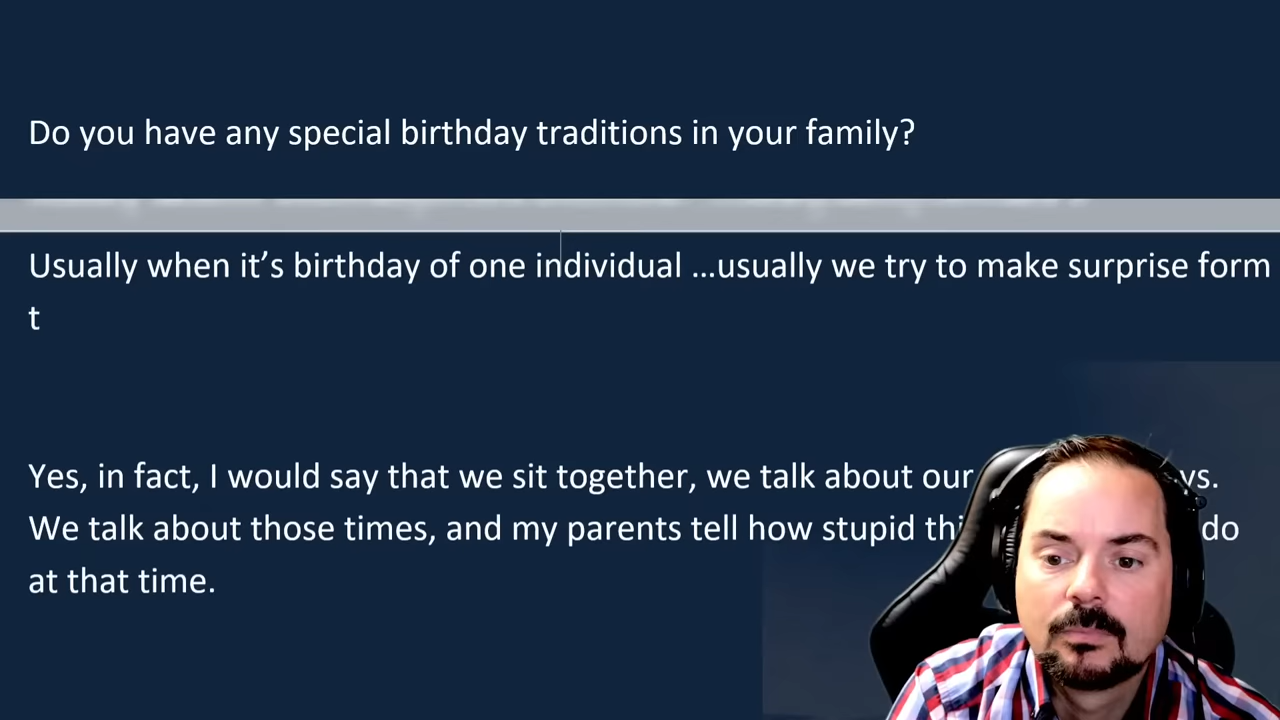 Do you have any special birthday traditions in your family?
Usually when it’s birthday of one individual …usually we try to make surprise form
t
Yes, in fact, I would say that we sit together, we talk about our
We talk about those times, and my parents tell how stupid do
at that time.